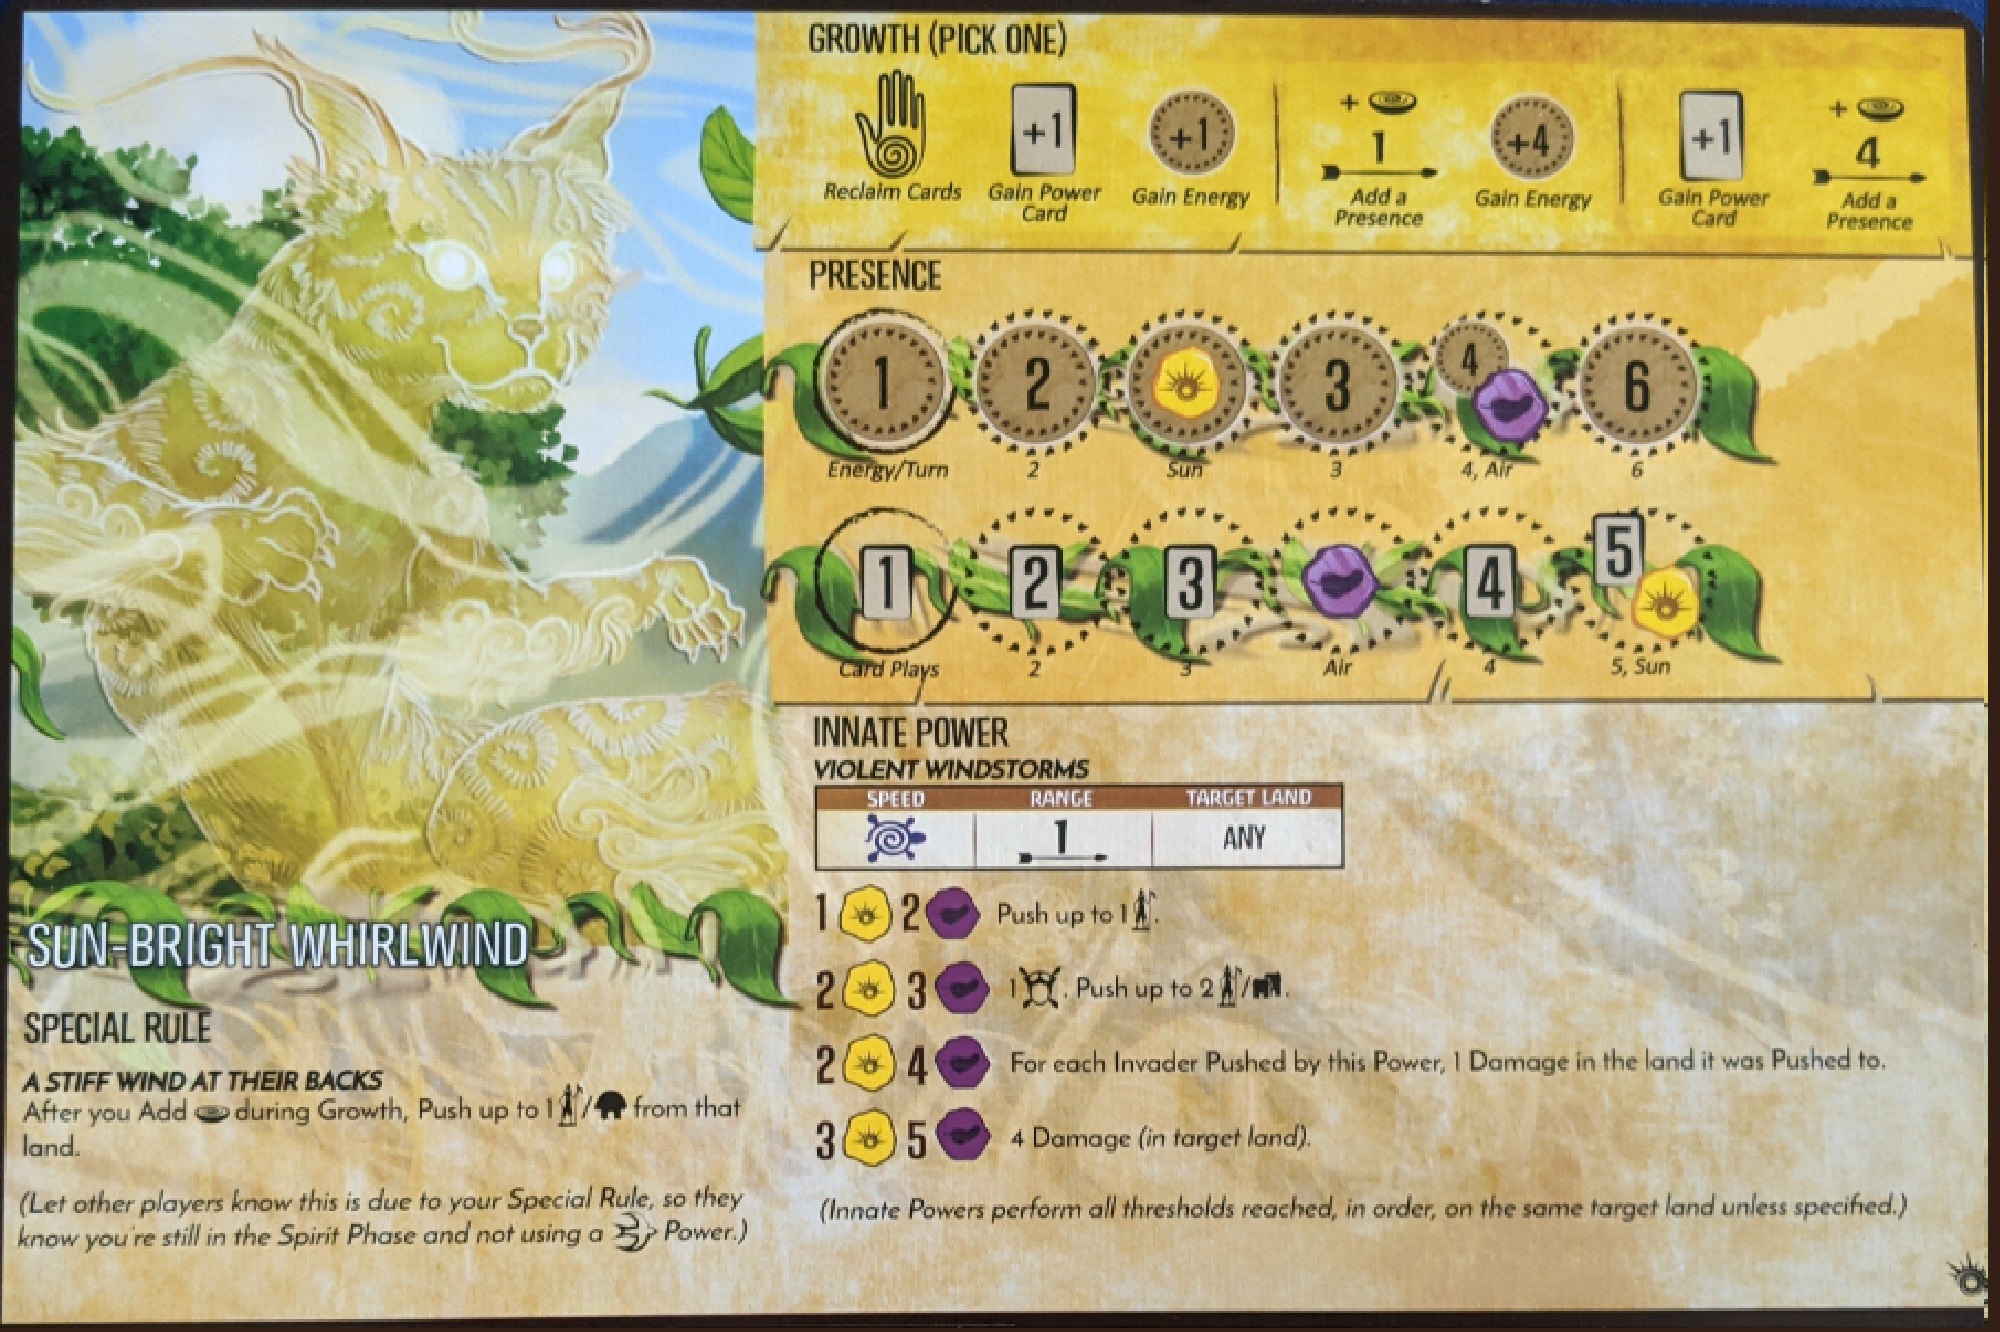 GROWTH (PICK ONE)
+1 +1 + 1 +4 +1 + 4
Reclaim Cards Gain Power Card Gain Energy Add a Presence Gain Energy Gain Power Card Add a Presence
PRESENCE
1 2 3 4 6
Energy/Turn 2 Sun 3 4, Air 6
1 2 3 4 5
Card Plays 2 3 Air 4 5, Sun
INNATE POWER
VIOLENT WINDSTORMS
SPEED RANGE TARGET LAND
1 ANY
1 2 Push up to 1 .
2 3 1 . Push up to 2 / .
2 4 For each Invader Pushed by this Power, 1 Damage in the land it was Pushed to.
3 5 4 Damage (in target land).
(Innate Powers perform all thresholds reached, in order, on the same target land unless specified.)
SUN-BRIGHT WHIRLWIND
SPECIAL RULE
A STIFF WIND AT THEIR BACKS
After you Add during Growth, Push up to 1 / from that
land.
(Let other players know this is due to your Special Rule, so they
know you're still in the Spirit Phase and not using a Power.)